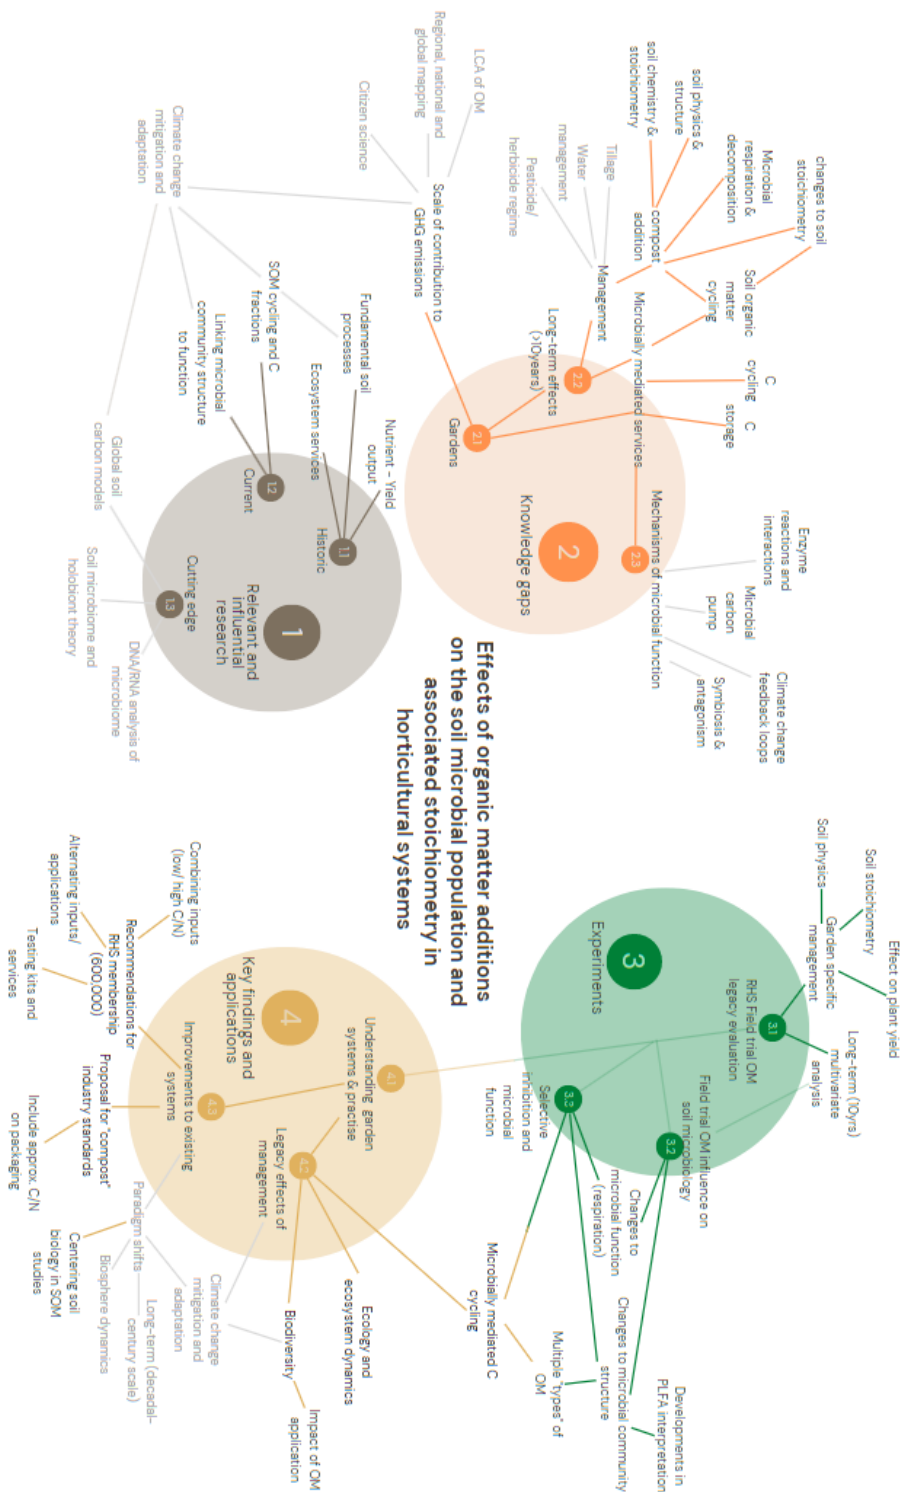 Effects of organic matter additions
on the soil microbial population and
associated stoichiometry in
horticultural systems
1
Relevant and
influential
research
1.1
Historic
Nutrient - Yield
output
Ecosystem services
Fundamental soil
processes
1.2
Current
SOM cycling and C
fractions
Linking microbial
community structure
to function
1.3
Cutting edge
Climate change
mitigation and
adaptation
Global soil
carbon models
Soil microbiome and
holobiont theory
DNA/RNA analysis of
microbiome
2
Knowledge gaps
2.1
Gardens
Scale of contribution to
GHG emissions
LCA of OM
Regional, national and
global mapping
Citizen science
Long-term effects
(>10years)
2.2
Management
Tillage
Water
management
Pesticide/
herbicide regime
compost
addition
soil physics &
structure
soil chemistry &
stoichiometry
Microbial
respiration &
decomposition
changes to soil
stoichiometry
Soil organic
matter
cycling
C
cycling
C
storage
Microbially mediated services
2.3
Mechanisms of microbial function
Enzyme
reactions and
interactions
Microbial
carbon
pump
Climate change
feedback loops
Symbiosis &
antagonism
3
Experiments
3.1
RHS Field trial OM
legacy evaluation
Garden specific
management
Soil physics
Soil stoichiometry
Effect on plant yield
Long-term (10yrs)
multivariate
analysis
3.2
Field trial OM influence on
soil microbiology
Changes to
microbial function
(respiration)
Changes to microbial community
structure
Developments in
PLFA interpretation
Multiple "types" of
OM
3.3
Selective
inhibition and
microbial
function
Microbially mediated C
cycling
4
Key findings and
applications
4.1
Understanding garden
systems & practise
4.2
Legacy effects of
management
Ecology and
ecosystem dynamics
Biodiversity
Impact of OM
application
Climate change
mitigation and
adaptation
4.3
Improvements to existing
systems
Recommendations for
RHS membership
(600,000)
Combining inputs
(low/ high C/N)
Alternating inputs/
applications
Testing kits and
services
Proposal for "compost"
industry standards
Include approx. C/N
on packaging
Paradigm shifts
Centering soil
biology in SOM
studies
Biosphere dynamics
Long-term (decadal-
century scale)